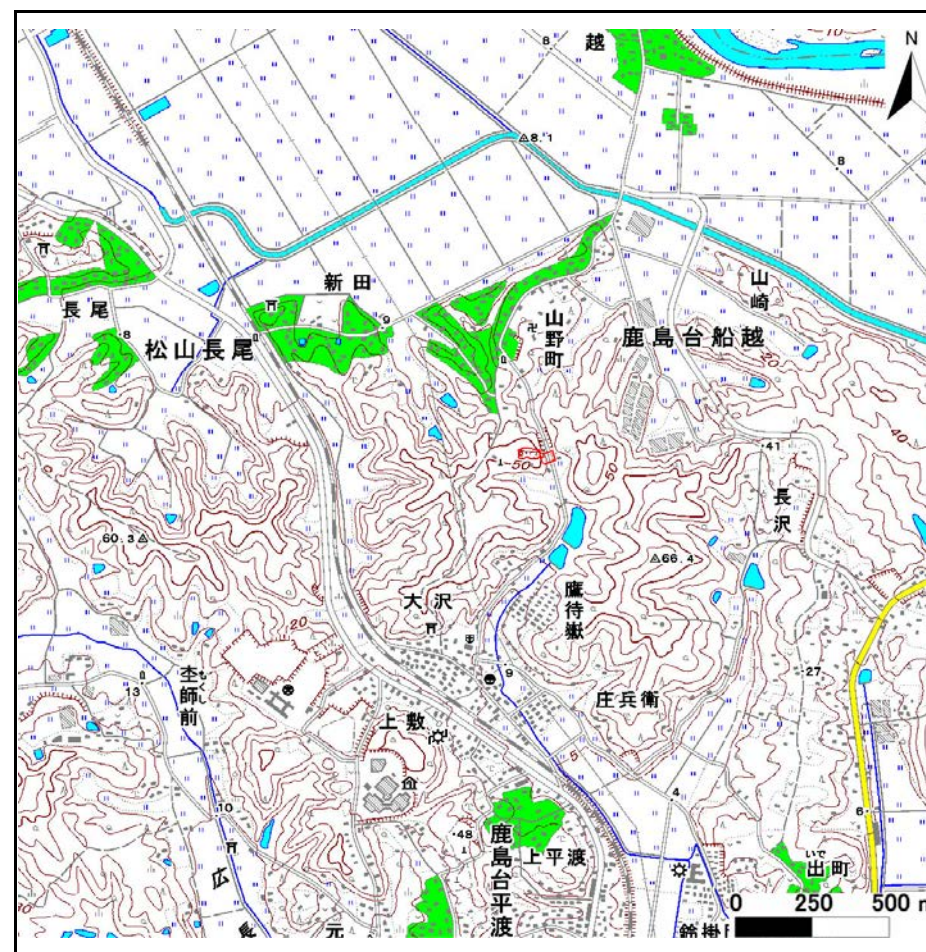 越
8
N
△8.1
8
新田
長尾
8
松山長尾
9
山野町
鹿島台船越
山崎
20
50
50
41
40
長沢
60.3△
△66.4
大沢
鷹待嶽
20
13
もくし
杢師前
9
27
庄兵衛
上敷
5
4
10
48
鹿島台平渡
上平渡
6
いで
出町
広
元
0 250 500 m